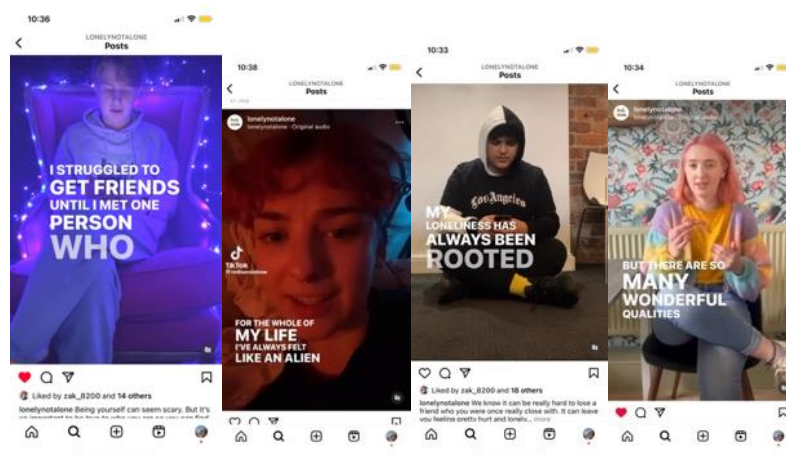 10:36
LONELYNOTALONE
Posts
I STRUGGLED TO
GET FRIENDS
UNTIL I MET ONE
PERSON
WHO
Liked by zak_8200 and 14 others
lonelynotalone Being yourself can seem scary. But it's
10:38
LONELYNOTALONE
Posts
lonelynotalone
lonelynotalone · Original audio
TikTok
FOR THE WHOLE OF
MY LIFE
I'VE ALWAYS FELT
LIKE AN ALIEN
10:33
LONELYNOTALONE
Posts
Los Angeles
MY
LONELINESS HAS
ALWAYS BEEN
ROOTED
Liked by zak_8200 and 18 others
lonelynotalone We know it can be really hard to lose a
friend who you were once really close with. It can leave
you feeling pretty hurt and lonely... more
10:34
LONELYNOTALONE
Posts
lonelynotalone
lonelynotalone · Original audio
BUT THERE ARE SO
MANY
WONDERFUL
QUALITIES